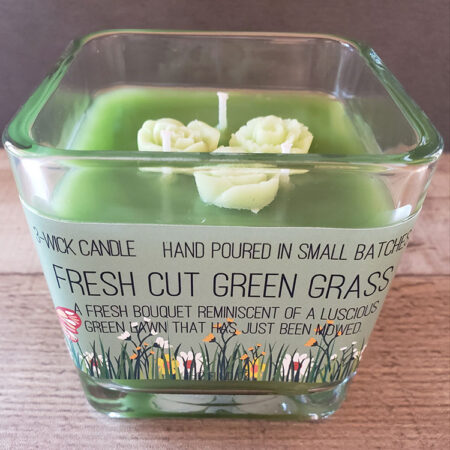 3-WICK CANDLE HAND POURED IN SMALL BATCHES
FRESH CUT GREEN GRASS
A FRESH BOUQUET REMINISCENT OF A LUSCIOUS
GREEN LAWN THAT HAS JUST BEEN MOWED.